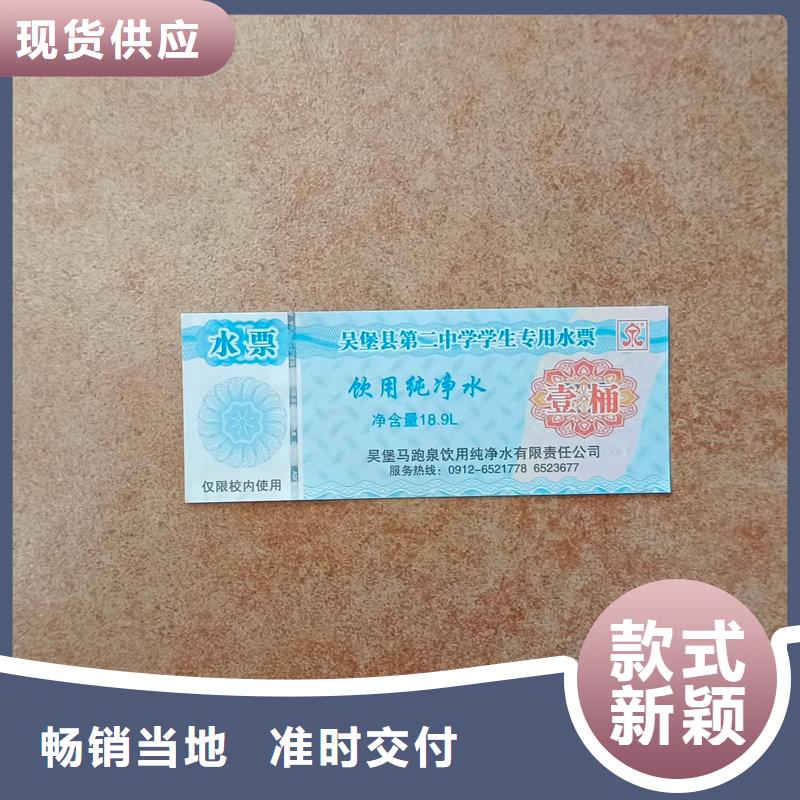 现货供应
水票
仅限校内使用
吴堡县第二中学学生专用水票
饮用纯净水
净含量18.9L
壹桶
吴堡马跑泉饮用纯净水有限责任公司
服务热线：0912-6521778 6523677
款式
新颖
畅销当地 准时交付